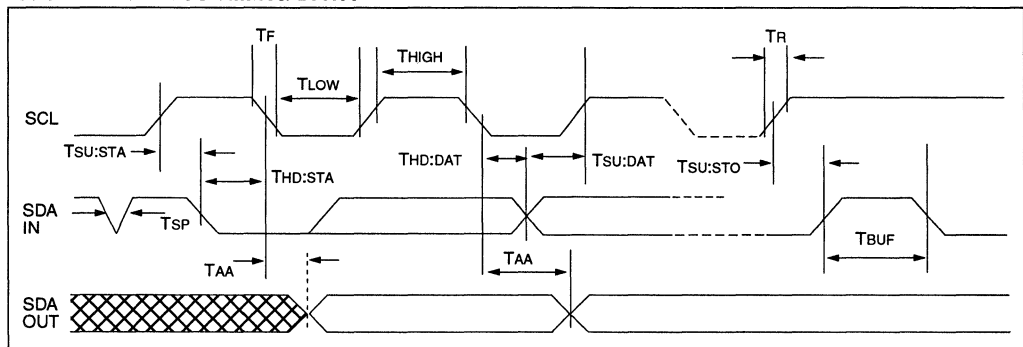 TF
THIGH
TR
TLOW
SCL
TSU:STA
THD:STA
THD:DAT
TSU:DAT
TSU:STO
SDA
IN
TSP
TBUF
TAA
TAA
SDA
OUT